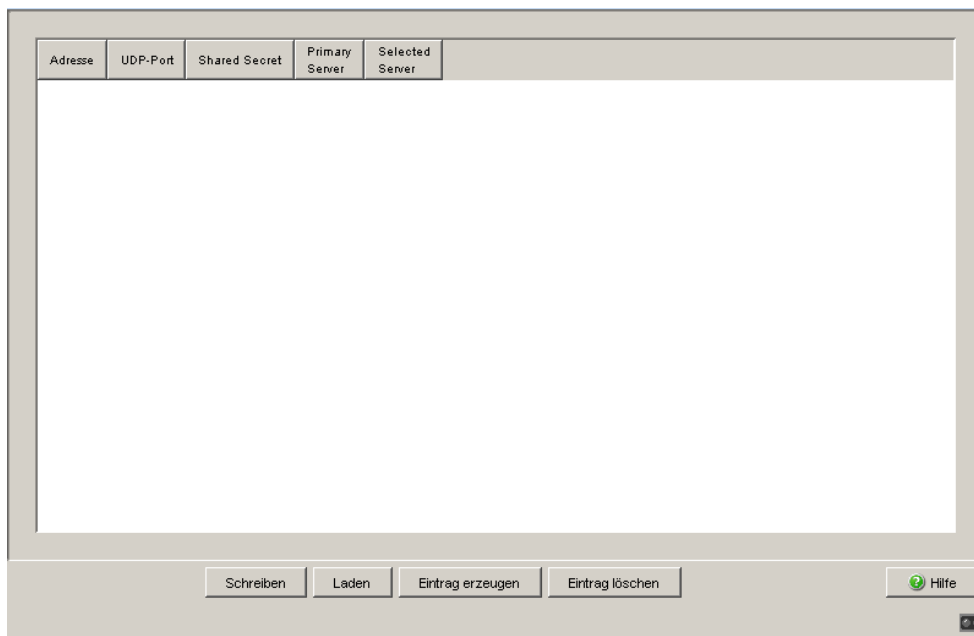 Adresse
UDP-Port
Shared Secret
Primary
Server
Selected
Server
Schreiben
Laden
Eintrag erzeugen
Eintrag löschen
Hilfe